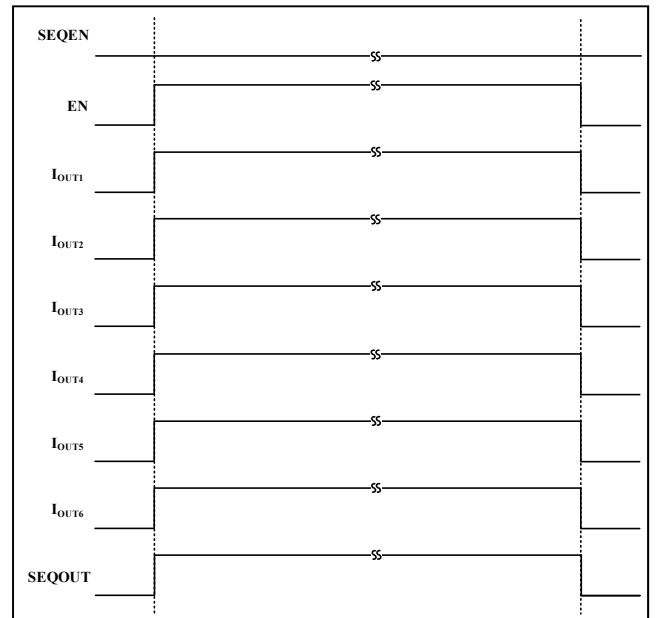 SEQEN
EN
IOUT1
IOUT2
IOUT3
IOUT4
IOUT5
IOUT6
SEQOUT